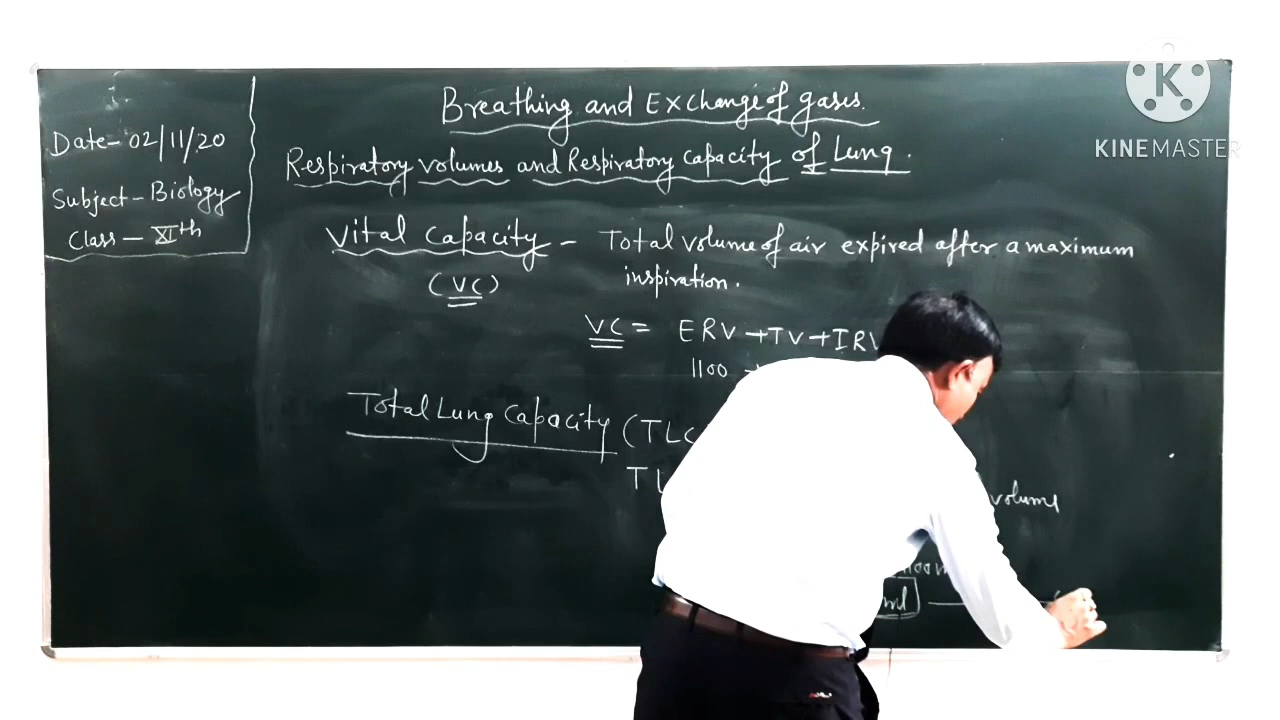 Breathing and Exchange of gases.
Date- 02/11/20
Subject- Biology
Class - XIth
Respiratory volumes and Respiratory capacity of Lung.
Vital Capacity - Total volume of air expired after a maximum
inspiration.
(VC)
VC = ERV + TV + IRV
1100 +
Total Lung Capacity (TLC
TL
volume
ml
KINEMASTER